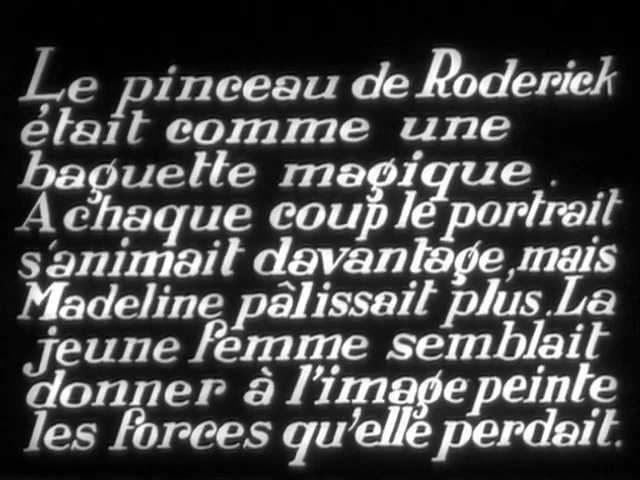 Le pinceau de Roderick
était comme une
baguette magique.
A chaque coup le portrait
s'animait davantage, mais
Madeline pâlissait plus. La
jeune femme semblait
donner à l'image peinte
les forces qu'elle perdait.